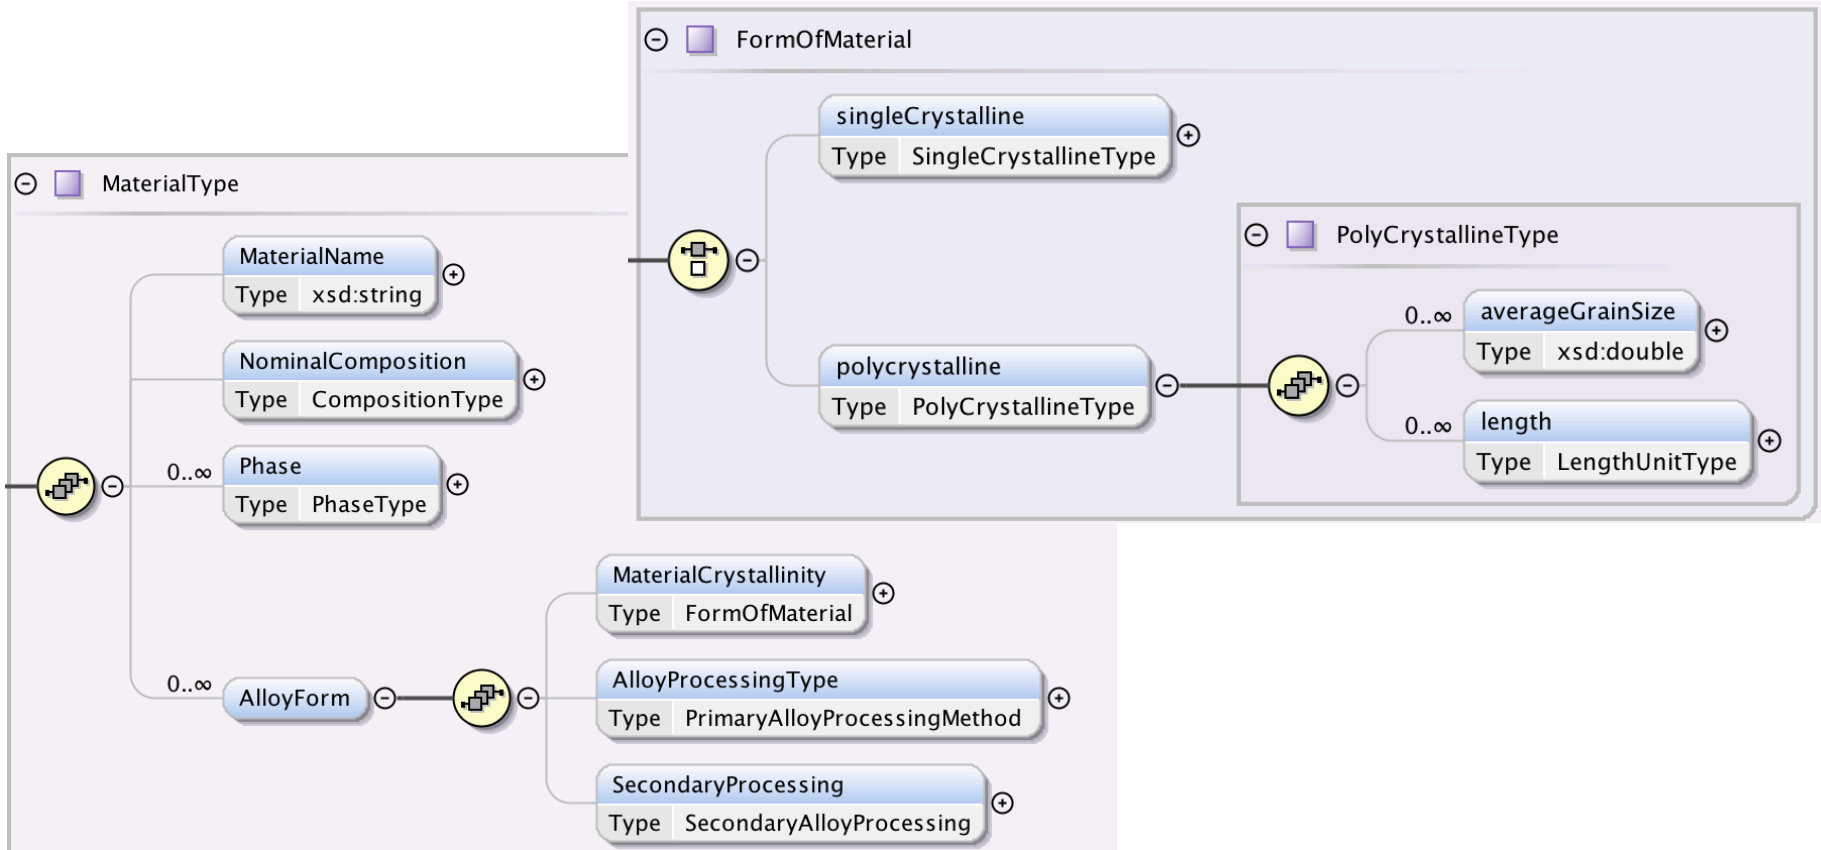 FormOfMaterial
singleCrystalline
Type SingleCrystallineType
MaterialType
PolyCrystallineType
MaterialName
Type xsd:string
0..∞ averageGrainSize
Type xsd:double
NominalComposition
Type CompositionType
polycrystalline
Type PolyCrystallineType
0..∞ length
Type LengthUnitType
0..∞ Phase
Type PhaseType
MaterialCrystallinity
Type FormOfMaterial
0..∞ AlloyForm
AlloyProcessingType
Type PrimaryAlloyProcessingMethod
SecondaryProcessing
Type SecondaryAlloyProcessing